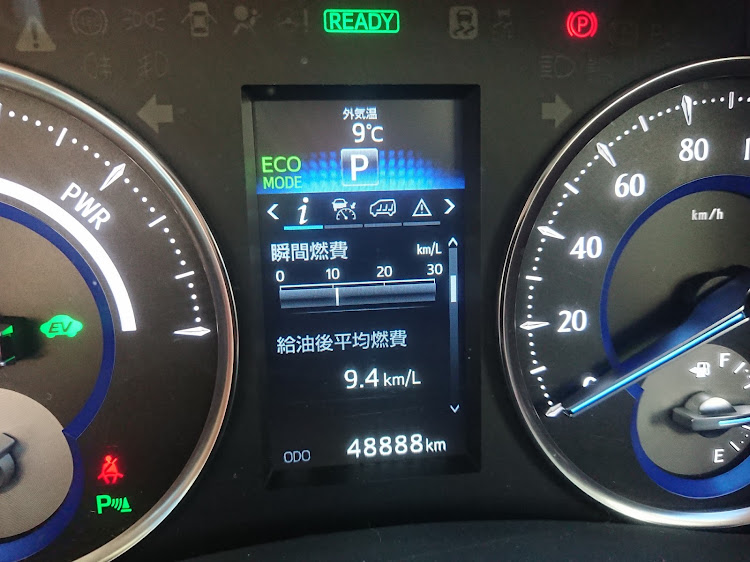 READY
P
外気温
9℃
ECO
MODE
P
i
瞬間燃費 km/L
0 10 20 30
給油後平均燃費
9.4 km/L
ODO 48888 km
PWR
EV
P
20
40
60
80
km/h
F
E